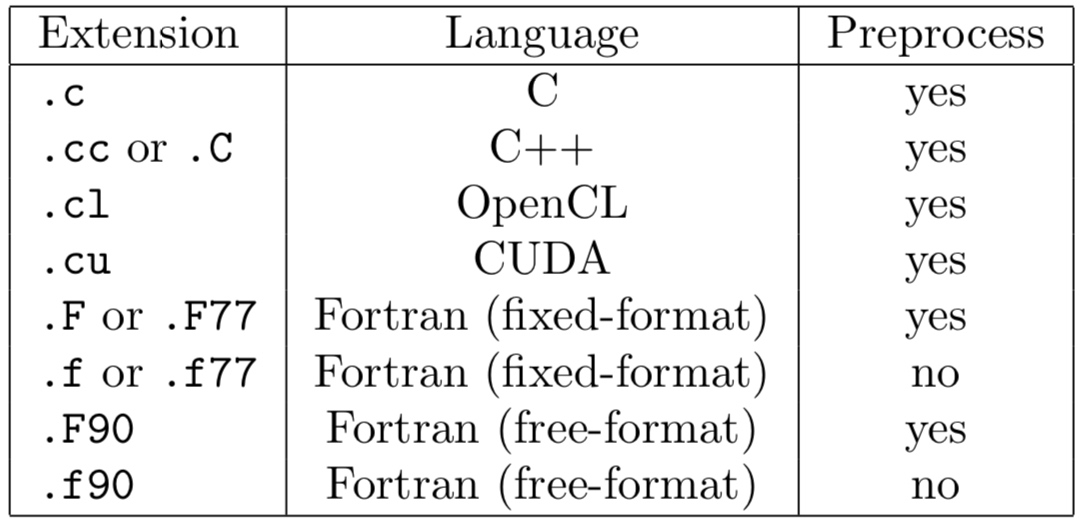 Extension Language Preprocess
.c C yes
.cc or .C C++ yes
.cl OpenCL yes
.cu CUDA yes
.F or .F77 Fortran (fixed-format) yes
.f or .f77 Fortran (fixed-format) no
.F90 Fortran (free-format) yes
.f90 Fortran (free-format) no